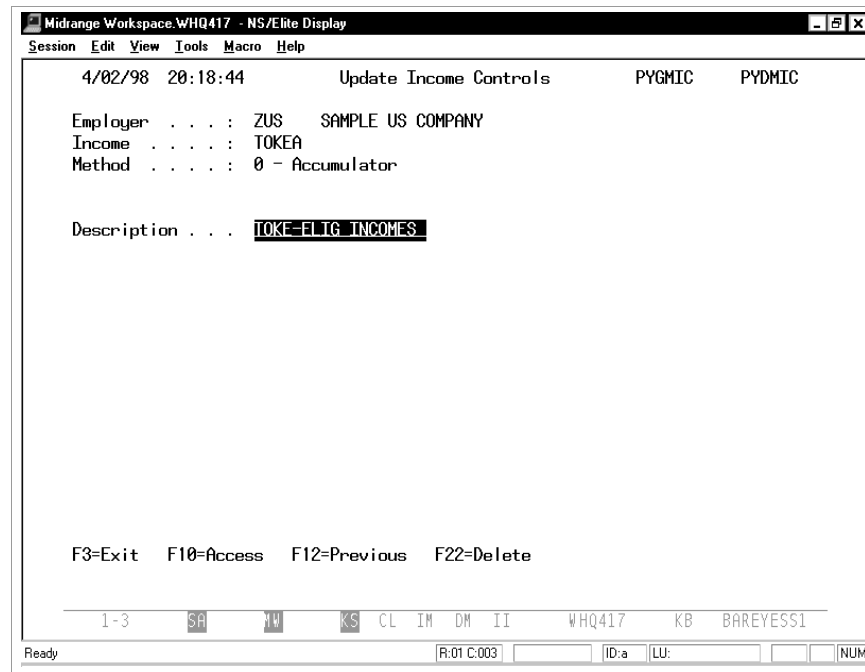 Midrange Workspace.WHQ417 - NS/Elite Display
Session Edit View Tools Macro Help
4/02/98 20:18:44 Update Income Controls PYGMIC PYDMIC
Employer . . . : ZUS SAMPLE US COMPANY
Income . . . . : TOKEA
Method . . . . : 0 - Accumulator
Description . . . TOKE-ELIG INCOMES
F3=Exit F10=Access F12=Previous F22=Delete
1-3 SA MW KS CL IM DM II WHQ417 KB BAREYESS1
Ready R:01 C:003 ID:a LU: NUM